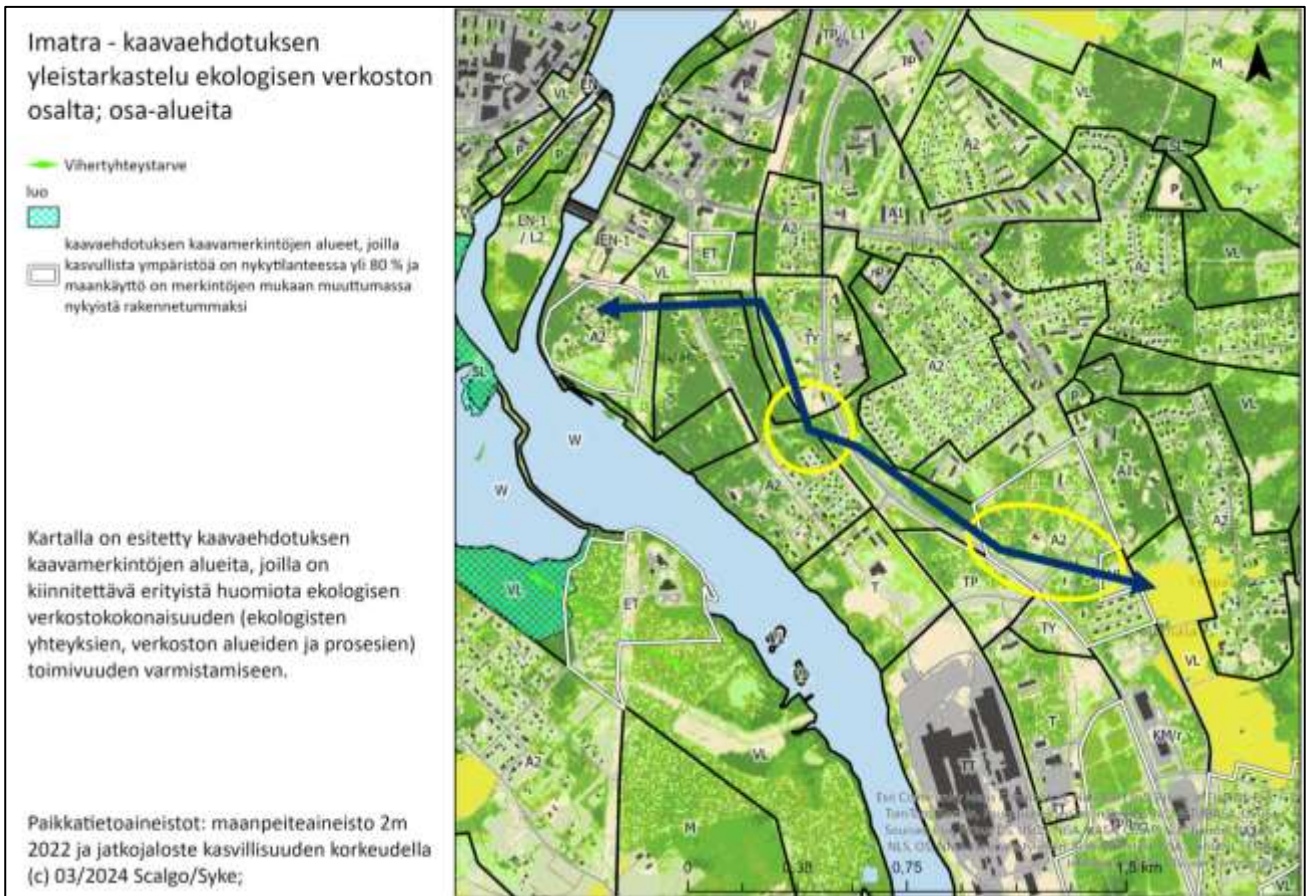 Imatra - kaavaehdotuksen
yleistarkastelu ekologisen verkoston
osalta; osa-alueita
Vihertyhteystarve
luo
kaavaehdotuksen kaavamerkintöjen alueet, joilla
kasvullista ympäristöä on nykytilanteessa yli 80 % ja
maankäyttö on merkintöjen mukaan muuttumassa
nykyistä rakennetummaksi
Kartalla on esitetty kaavaehdotuksen
kaavamerkintöjen alueita, joilla on
kiinnitettävä erityistä huomiota ekologisen
verkostokokonaisuuden (ekologisten
yhteyksien, verkoston alueiden ja prosesien)
toimivuuden varmistamiseen.
Paikkatietoaineistot: maanpeiteaineisto 2m
2022 ja jatkojaloste kasvillisuuden korkeudella
(c) 03/2024 Scalgo/Syke;
VU
TP / L1
TP
M
C
VL
VL
P
P
P
A2
SL
P
EN-1
/ L2
EN-1
A2
A1
VL
ET
VL
A2
TY
A2
SL
P
W
W
VL
A2
A2
A2
VL
ET
T
TP
TY
VL
T
KM/r
TT
VL
A2
M
VL
0
0,38
0,75
1,5 km